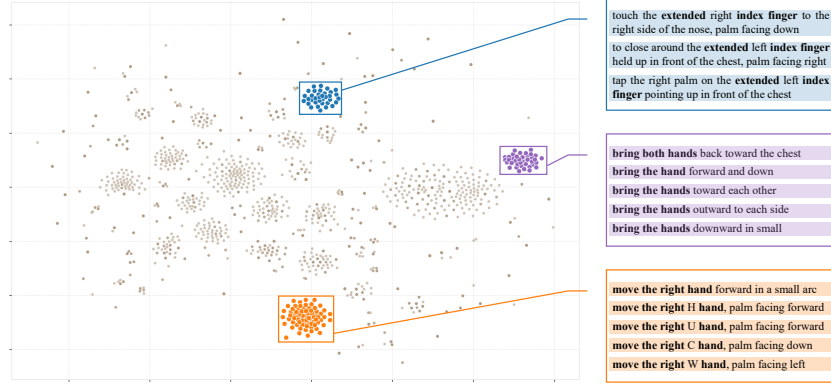 touch the extended right index finger to the
right side of the nose, palm facing down
to close around the extended left index finger
held up in front of the chest, palm facing right
tap the right palm on the extended left index
finger pointing up in front of the chest
bring both hands back toward the chest
bring the hand forward and down
bring the hands toward each other
bring the hands outward to each side
bring the hands downward in small
move the right hand forward in a small arc
move the right H hand, palm facing forward
move the right U hand, palm facing forward
move the right C hand, palm facing down
move the right W hand, palm facing left